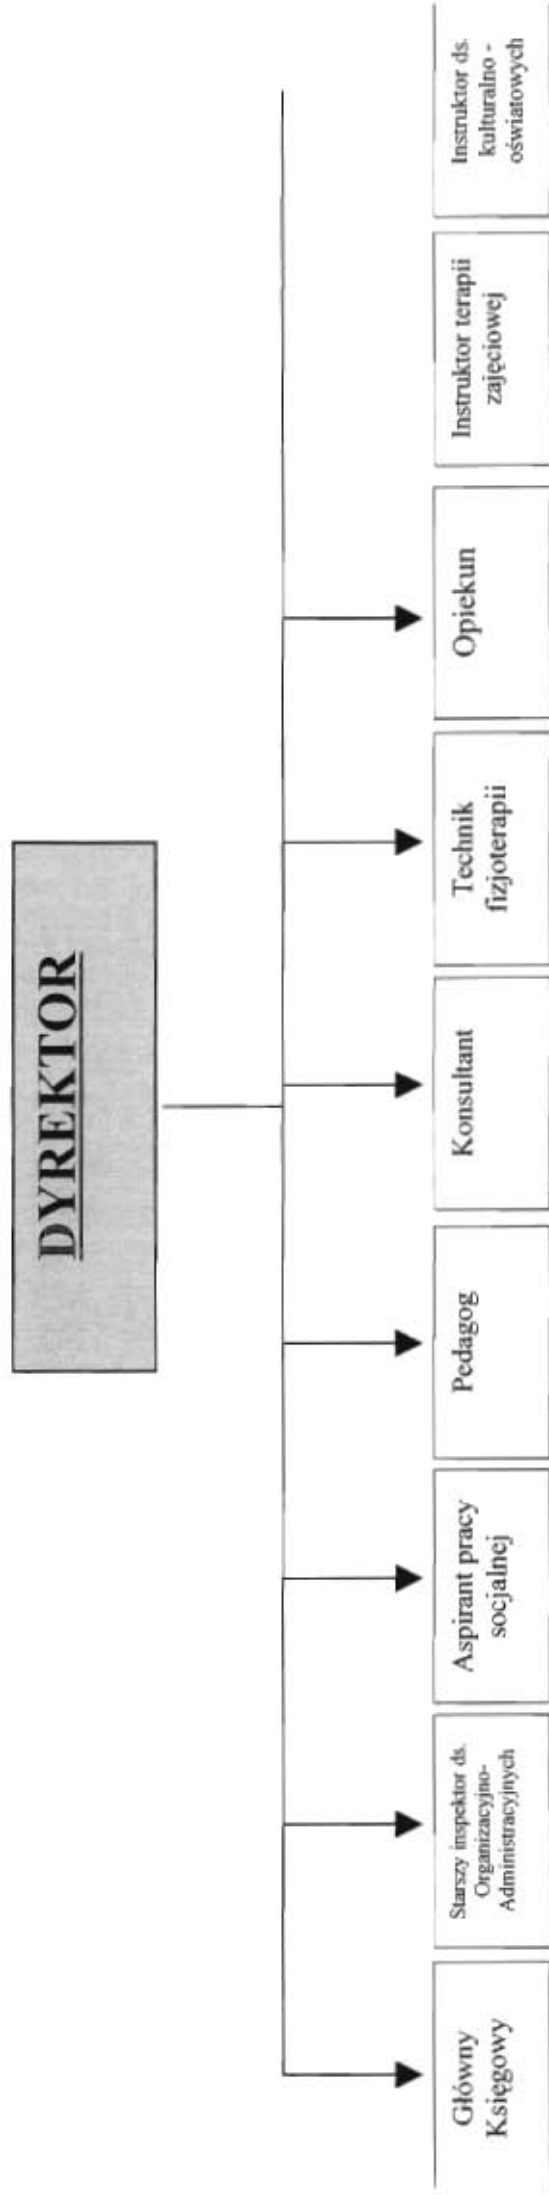 DYREKTOR
Główny
Księgowy
Starszy inspektor ds.
Organizacyjno-
Administracyjnych
Aspirant pracy
socjalnej
Pedagog
Konsultant
Technik
fizjoterapii
Opiekun
Instruktor terapii
zajęciowej
Instruktor ds.
kulturalno -
oświatowych